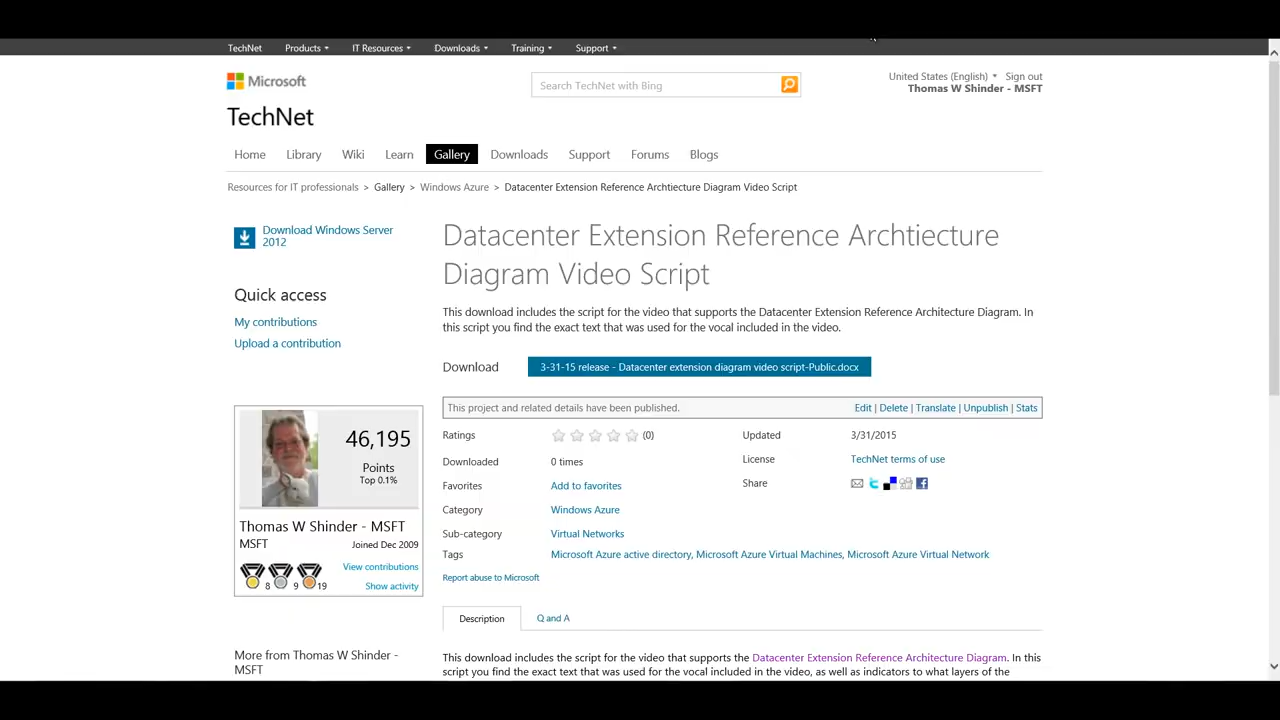 TechNet Products IT Resources Downloads Training Support
Microsoft
Search TechNet with Bing
United States (English) Sign out
Thomas W Shinder - MSFT
TechNet
Home Library Wiki Learn Gallery Downloads Support Forums Blogs
Resources for IT professionals > Gallery > Windows Azure > Datacenter Extension Reference Archtiecture Diagram Video Script
Download Windows Server
2012
Quick access
My contributions
Upload a contribution
46,195
Points
Top 0.1%
Thomas W Shinder - MSFT
MSFT Joined Dec 2009
8 9 19
View contributions
Show activity
More from Thomas W Shinder -
MSFT
Datacenter Extension Reference Archtiecture
Diagram Video Script
This download includes the script for the video that supports the Datacenter Extension Reference Architecture Diagram. In
this script you find the exact text that was used for the vocal included in the video.
Download 3-31-15 release - Datacenter extension diagram video script-Public.docx
This project and related details have been published. Edit | Delete | Translate | Unpublish | Stats
Ratings (0)
Downloaded 0 times
Favorites Add to favorites
Category Windows Azure
Sub-category Virtual Networks
Tags Microsoft Azure active directory, Microsoft Azure Virtual Machines, Microsoft Azure Virtual Network
Updated 3/31/2015
License TechNet terms of use
Share
Report abuse to Microsoft
Description Q and A
This download includes the script for the video that supports the Datacenter Extension Reference Architecture Diagram. In this
script you find the exact text that was used for the vocal included in the video, as well as indicators to what layers of the